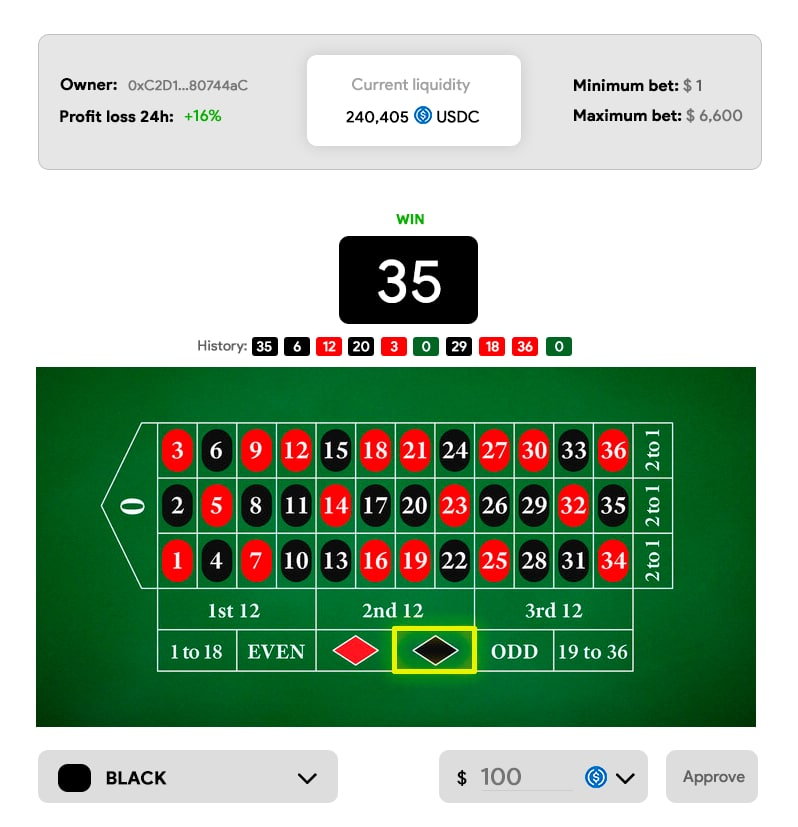 Owner: 0xC2D1...80744aC
Profit loss 24h: +16%
Current liquidity
240,405 USDC
Minimum bet: $ 1
Maximum bet: $ 6,600
WIN
35
History: 35 6 12 20 3 0 29 18 36 0
3 6 9 12 15 18 21 24 27 30 33 36 2 to 1
0 2 5 8 11 14 17 20 23 26 29 32 35 2 to 1
1 4 7 10 13 16 19 22 25 28 31 34 2 to 1
1st 12 2nd 12 3rd 12
1 to 18 EVEN ODD 19 to 36
BLACK $ 100 Approve